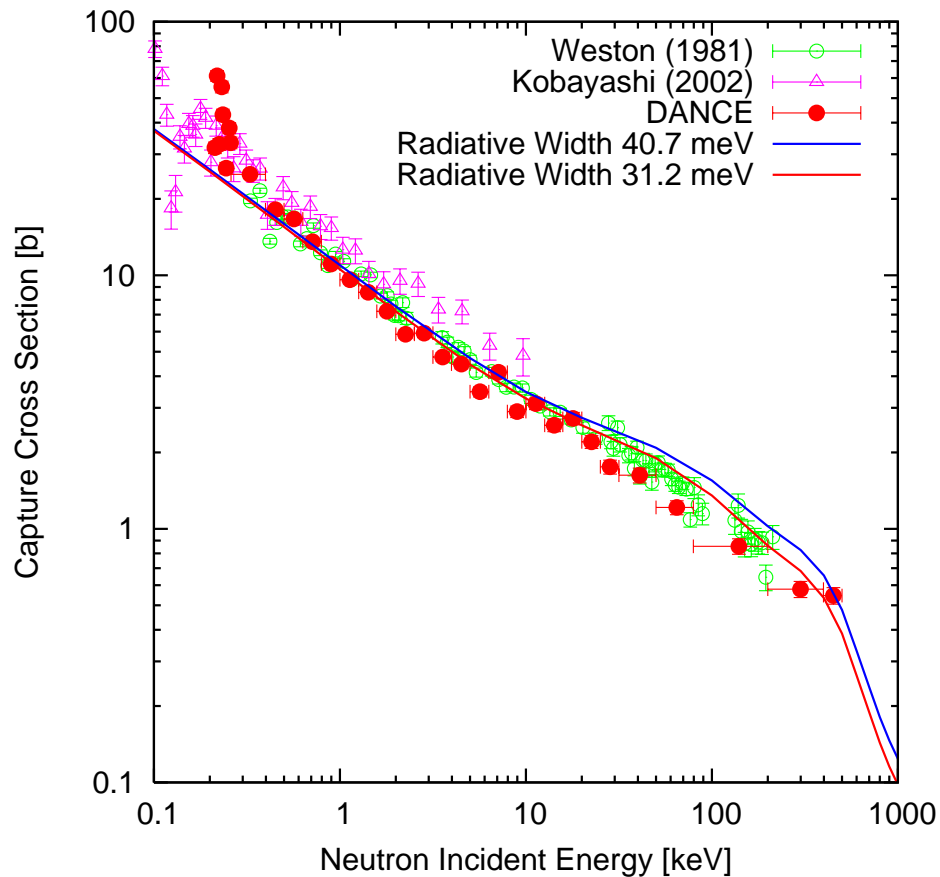 100
10
1
0.1
Capture Cross Section [b]
Weston (1981)
Kobayashi (2002)
DANCE
Radiative Width 40.7 meV
Radiative Width 31.2 meV
0.1 1 10 100 1000
Neutron Incident Energy [keV]